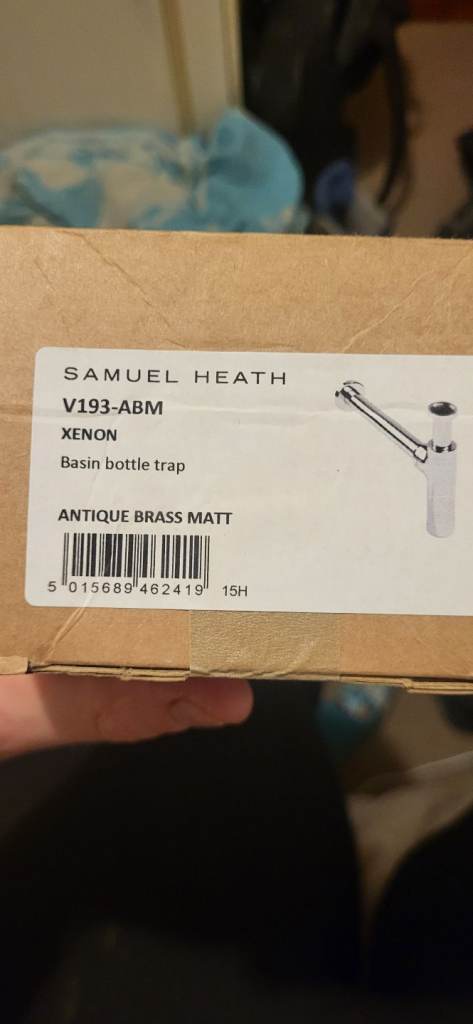 SAMUEL HEATH
V193-ABM
XENON
Basin bottle trap
ANTIQUE BRASS MATT
5 015689 462419 15H